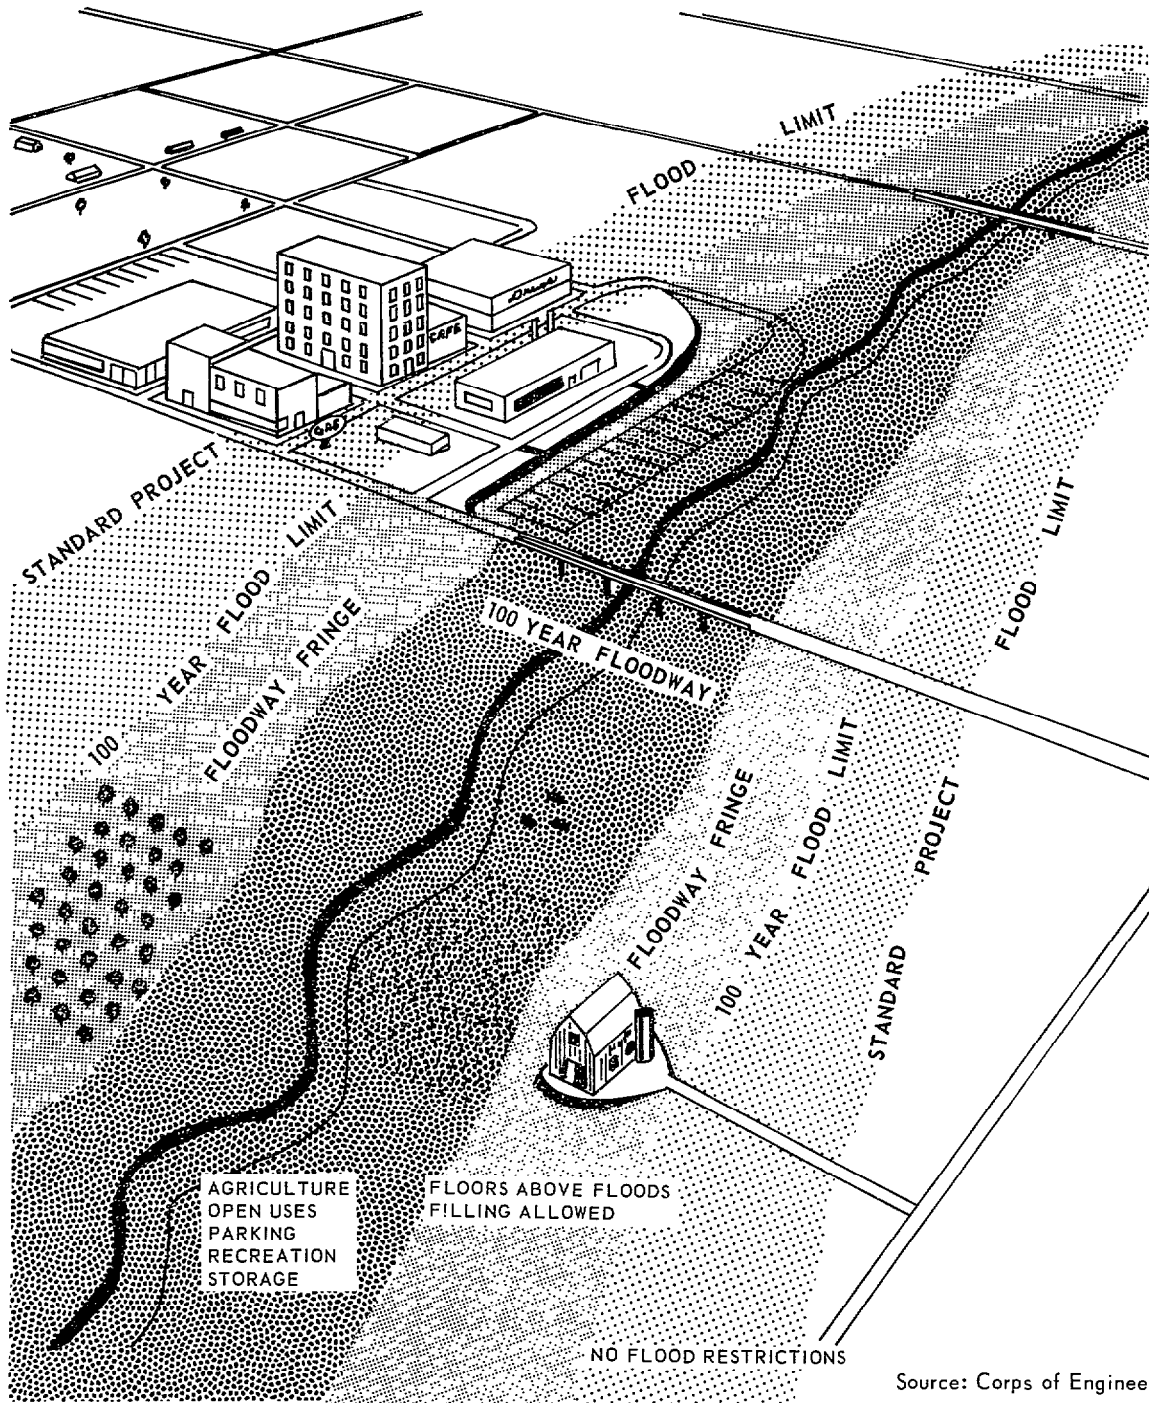 FLOOD LIMIT
CAFE
GAS
STANDARD PROJECT
100 YEAR FLOOD LIMIT
FLOODWAY FRINGE
100 YEAR FLOODWAY
FLOODWAY FRINGE
100 YEAR FLOOD LIMIT
STANDARD PROJECT FLOOD LIMIT
AGRICULTURE
OPEN USES
PARKING
RECREATION
STORAGE
FLOORS ABOVE FLOODS
FILLING ALLOWED
NO FLOOD RESTRICTIONS
Source: Corps of Enginee